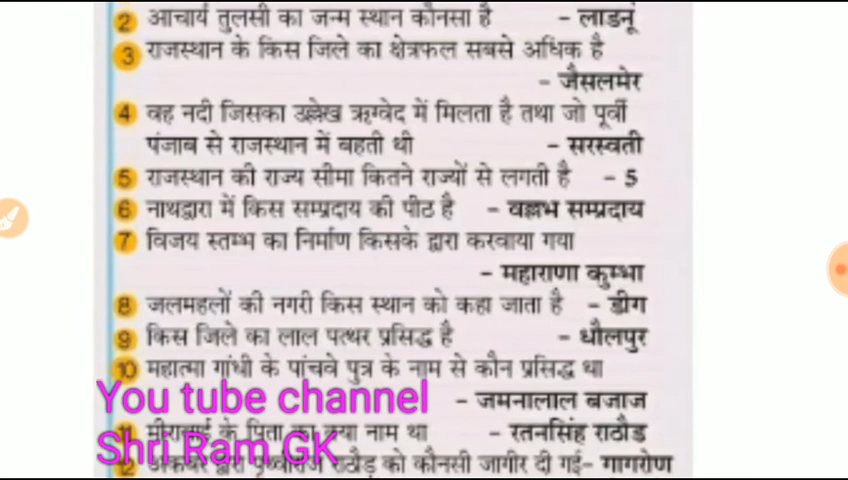 2 आचार्य तुलसी का जन्म स्थान कौनसा है - लाडनूं
3 राजस्थान के किस जिले का क्षेत्रफल सबसे अधिक है
- जैसलमेर
4 वह नदी जिसका उल्लेख ऋग्वेद में मिलता है तथा जो पूर्वी
पंजाब से राजस्थान में बहती थी - सरस्वती
5 राजस्थान की राज्य सीमा कितने राज्यों से लगती है - 5
6 नाथद्वारा में किस सम्प्रदाय की पीठ है - वल्लभ सम्प्रदाय
7 विजय स्तम्भ का निर्माण किसके द्वारा करवाया गया
- महाराणा कुम्भा
8 जलमहलों की नगरी किस स्थान को कहा जाता है - डीग
9 किस जिले का लाल पत्थर प्रसिद्ध है - धौलपुर
10 महात्मा गांधी के पांचवे पुत्र के नाम से कौन प्रसिद्ध था
You tube channel
- जमनालाल बजाज
11 मीराबाई के पिता का क्या नाम था - रतनसिंह राठौड
Shri Ram GK
12 अकबर द्वारा पृथ्वीराज राठौड़ को कौनसी जागीर दी गई- गागरोण